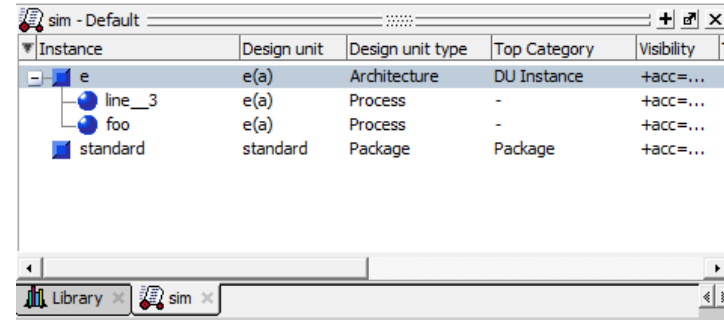 sim - Default
Instance Design unit Design unit type Top Category Visibility
e e(a) Architecture DU Instance +acc=...
line__3 e(a) Process - +acc=...
foo e(a) Process - +acc=...
standard standard Package Package +acc=...
Library sim